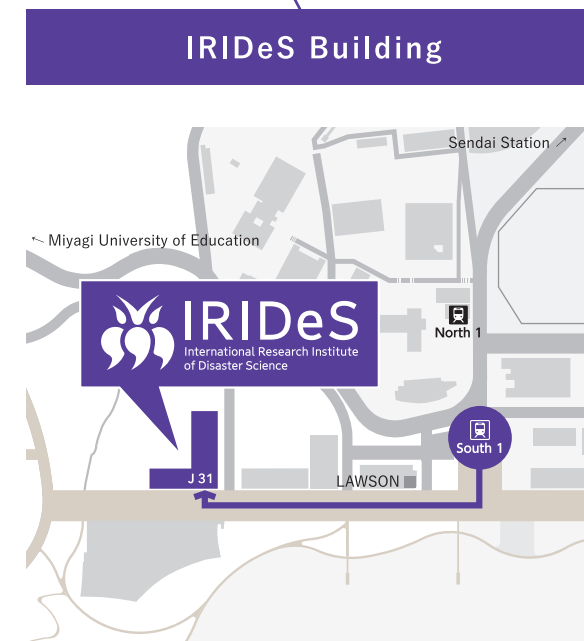 IRIDeS Building
Sendai Station ↗
← Miyagi University of Education
IRIDeS
International Research Institute
of Disaster Science
North 1
South 1
J 31
LAWSON